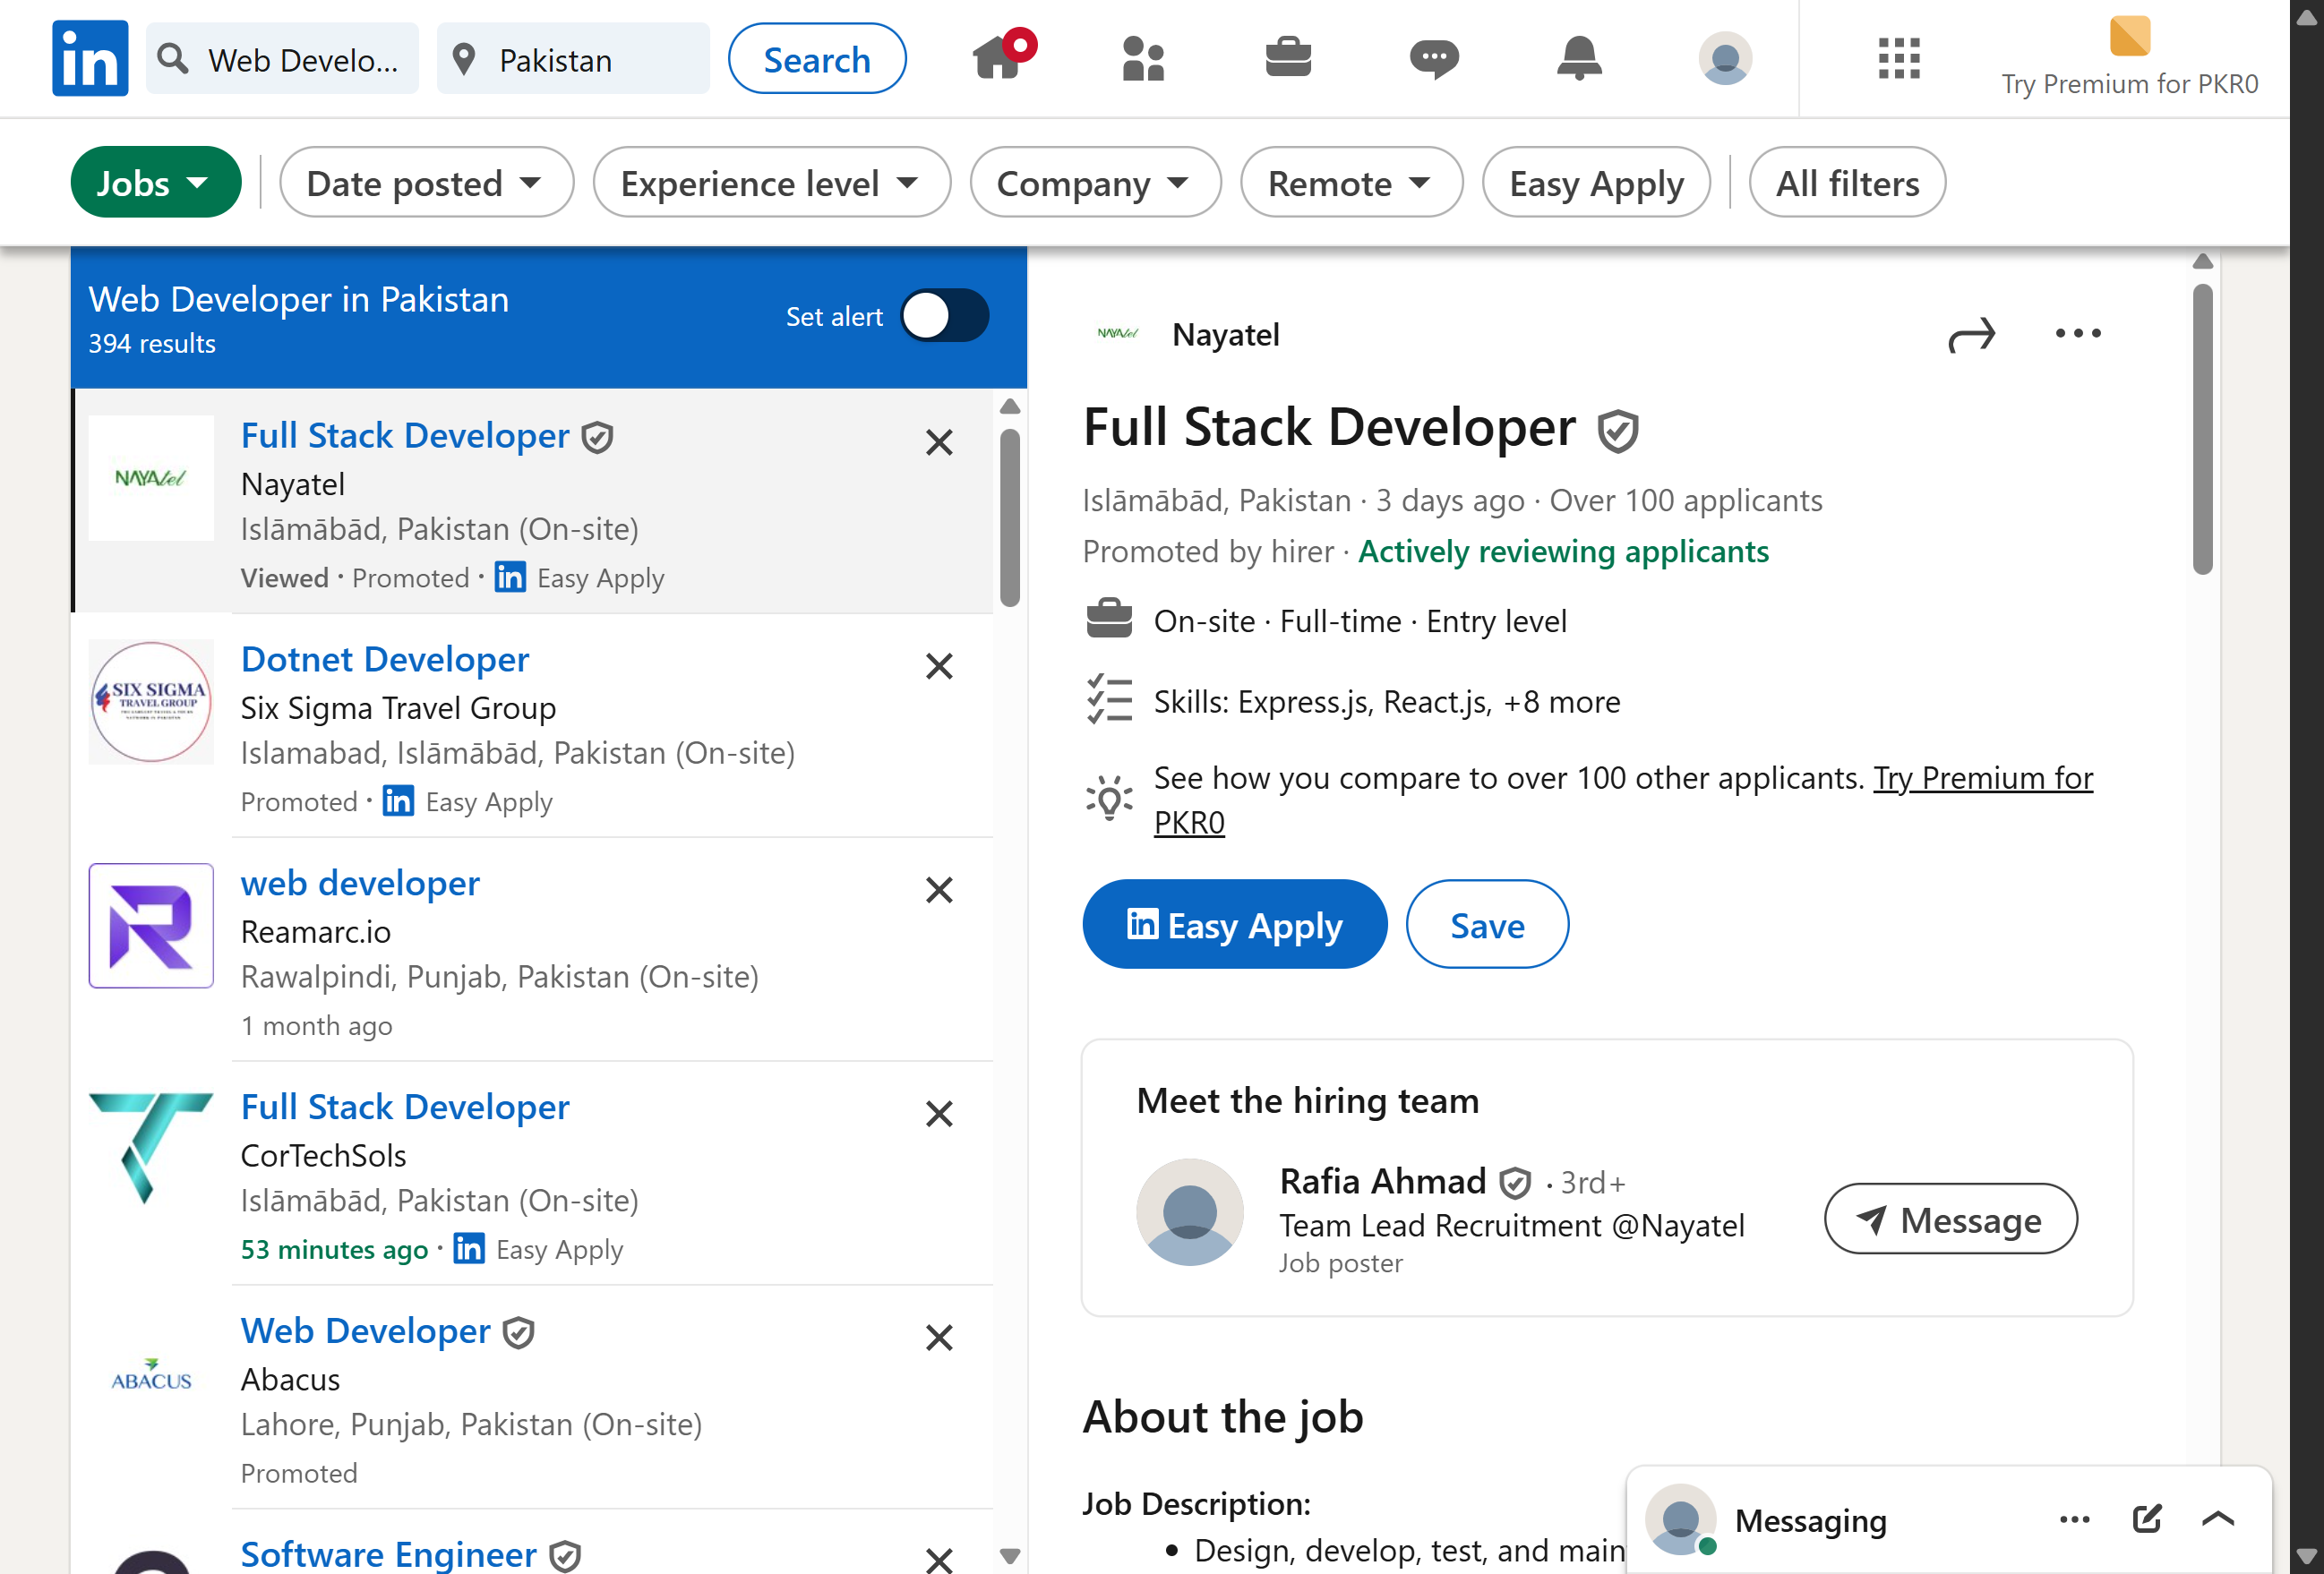 in
Web Develo...
Pakistan
Search
Try Premium for PKR0
Jobs
Date posted
Experience level
Company
Remote
Easy Apply
All filters
Web Developer in Pakistan
394 results
Set alert
NAYAtel
Full Stack Developer
Nayatel
Islāmābād, Pakistan (On-site)
Viewed · Promoted · in Easy Apply
SIX SIGMA
TRAVEL GROUP
Dotnet Developer
Six Sigma Travel Group
Islamabad, Islāmābād, Pakistan (On-site)
Promoted · in Easy Apply
web developer
Reamarc.io
Rawalpindi, Punjab, Pakistan (On-site)
1 month ago
Full Stack Developer
CorTechSols
Islāmābād, Pakistan (On-site)
53 minutes ago · in Easy Apply
ABACUS
Web Developer
Abacus
Lahore, Punjab, Pakistan (On-site)
Promoted
Software Engineer
NAYAtel
Nayatel
Full Stack Developer
Islāmābād, Pakistan · 3 days ago · Over 100 applicants
Promoted by hirer · Actively reviewing applicants
On-site · Full-time · Entry level
Skills: Express.js, React.js, +8 more
See how you compare to over 100 other applicants. Try Premium for
PKR0
in Easy Apply
Save
Meet the hiring team
Rafia Ahmad · 3rd+
Team Lead Recruitment @Nayatel
Job poster
Message
About the job
Job Description:
• Design, develop, test, and main
Messaging